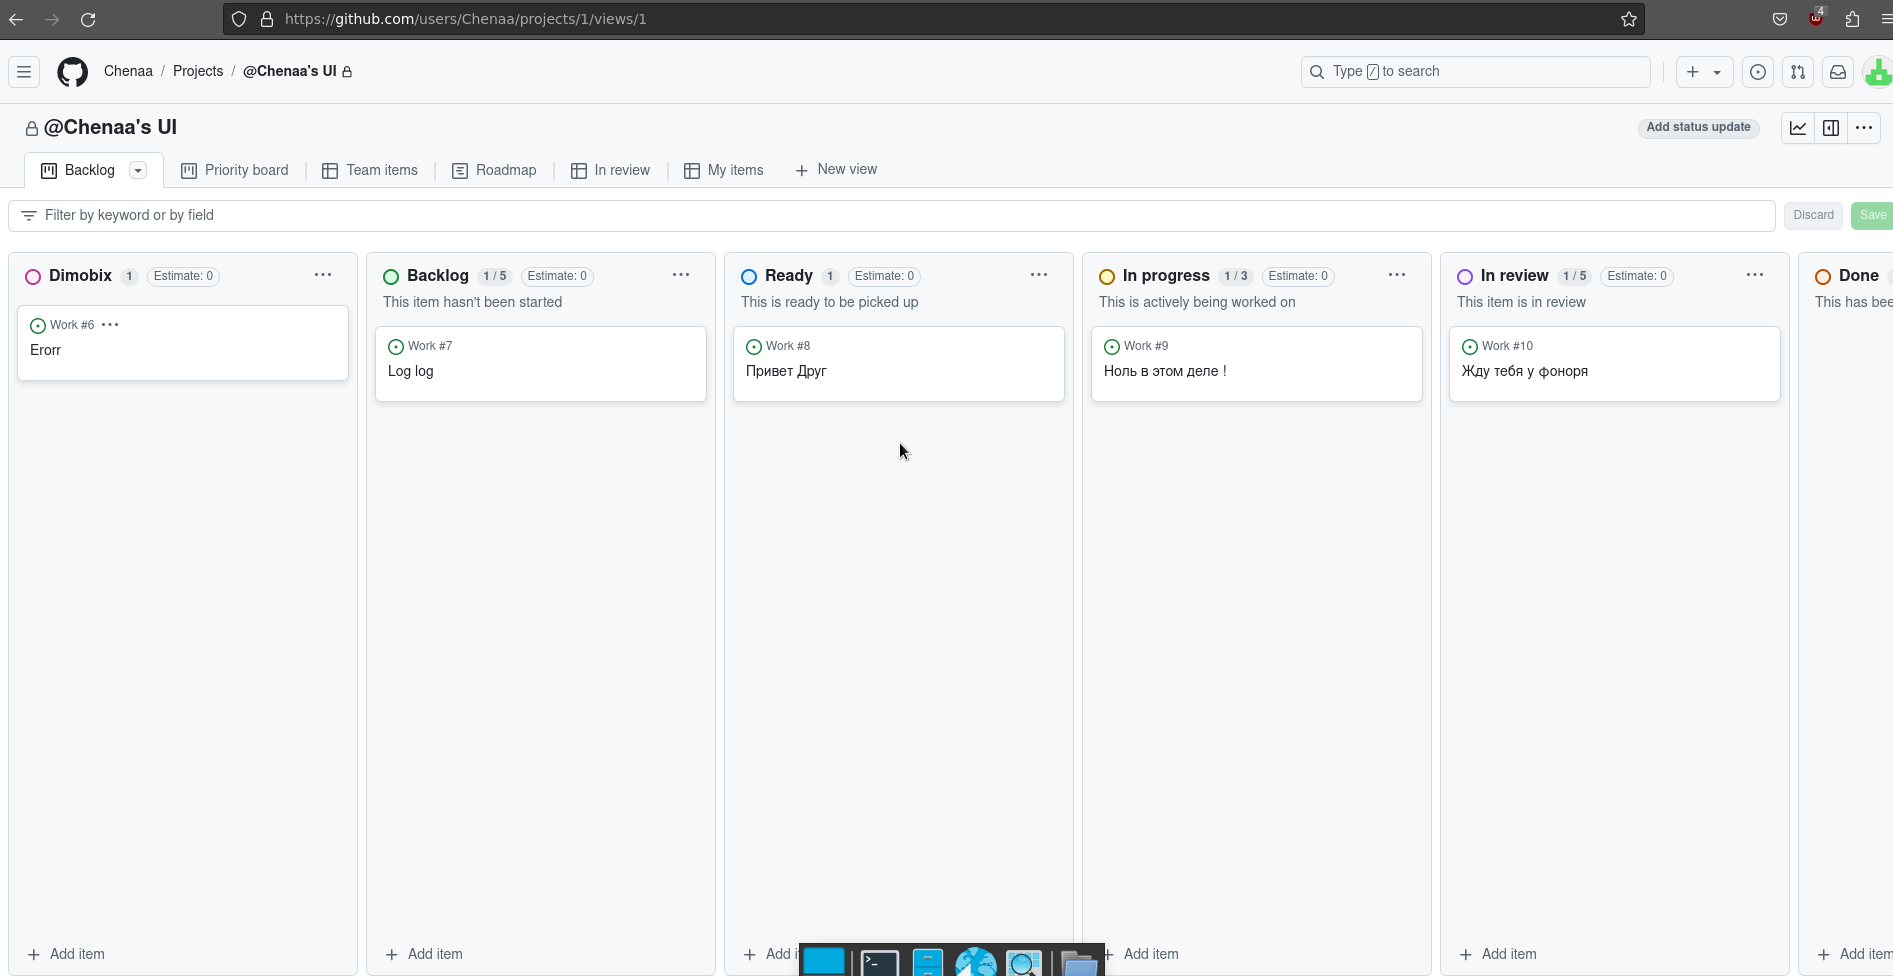 https://github.com/users/Chenaa/projects/1/views/1
4
Chenaa / Projects / @Chenaa's UI
Type / to search
@Chenaa's UI
Add status update
Backlog
Priority board
Team items
Roadmap
In review
My items
New view
Filter by keyword or by field
Discard
Save
Dimobix 1 Estimate: 0
Work #6
Erorr
Add item
Backlog 1 / 5 Estimate: 0
This item hasn't been started
Work #7
Log log
Add item
Ready 1 Estimate: 0
This is ready to be picked up
Work #8
Привет Друг
Add
In progress 1 / 3 Estimate: 0
This is actively being worked on
Work #9
Ноль в этом деле !
Add item
In review 1 / 5 Estimate: 0
This item is in review
Work #10
Жду тебя у фоноря
Add item
Done
This has
Add item